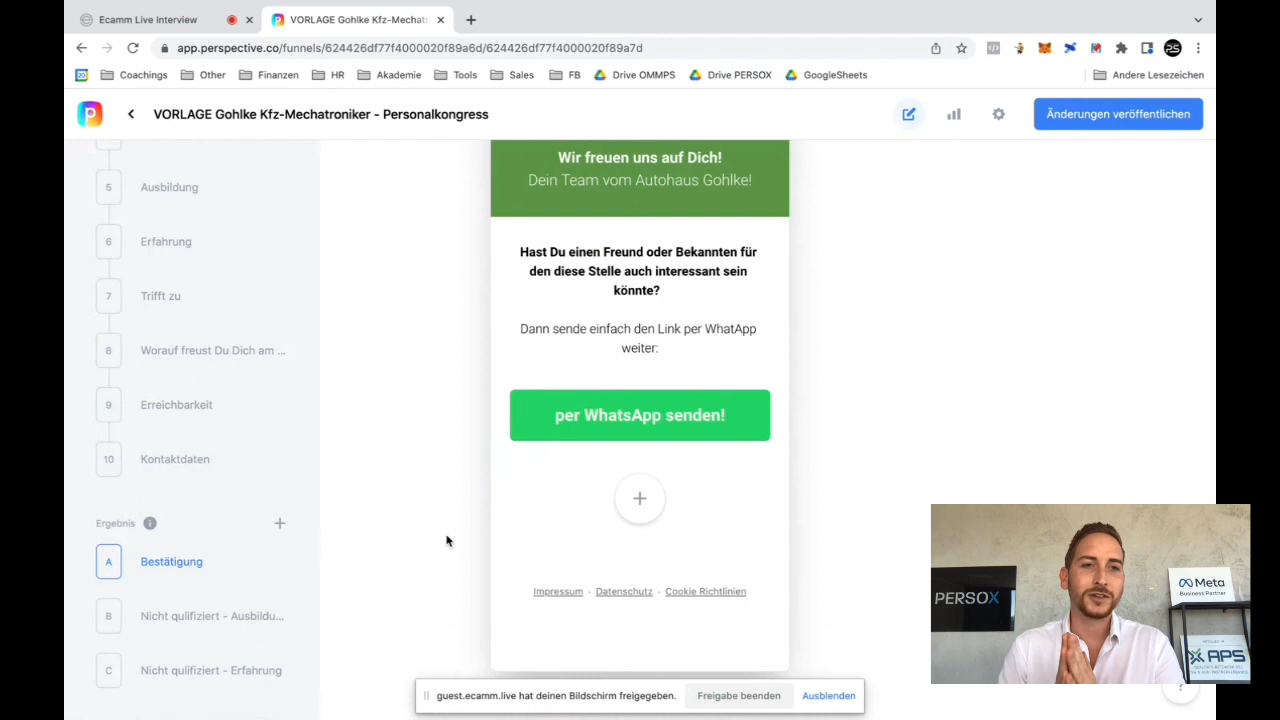 Ecamm Live Interview
VORLAGE Gohlke Kfz-Mechatron
app.perspective.co/funnels/624426df77f4000020f89a6d/624426df77f4000020f89a7d
Coachings
Other
Finanzen
HR
Akademie
Tools
Sales
FB
Drive OMMPS
Drive PERSOX
GoogleSheets
Andere Lesezeichen
VORLAGE Gohlke Kfz-Mechatroniker - Personalkongress
Änderungen veröffentlichen
5 Ausbildung
6 Erfahrung
7 Trifft zu
8 Worauf freust Du Dich am ...
9 Erreichbarkeit
10 Kontaktdaten
Ergebnis
A Bestätigung
B Nicht qulifiziert - Ausbildu...
C Nicht qulifiziert - Erfahrung
Wir freuen uns auf Dich!
Dein Team vom Autohaus Gohlke!
Hast Du einen Freund oder Bekannten für
den diese Stelle auch interessant sein
könnte?
Dann sende einfach den Link per WhatApp
weiter:
per WhatsApp senden!
Impressum · Datenschutz · Cookie Richtlinien
guest.ecamm.live hat deinen Bildschirm freigegeben.
Freigabe beenden
Ausblenden
PERSOX
Meta
Business Partner
APS